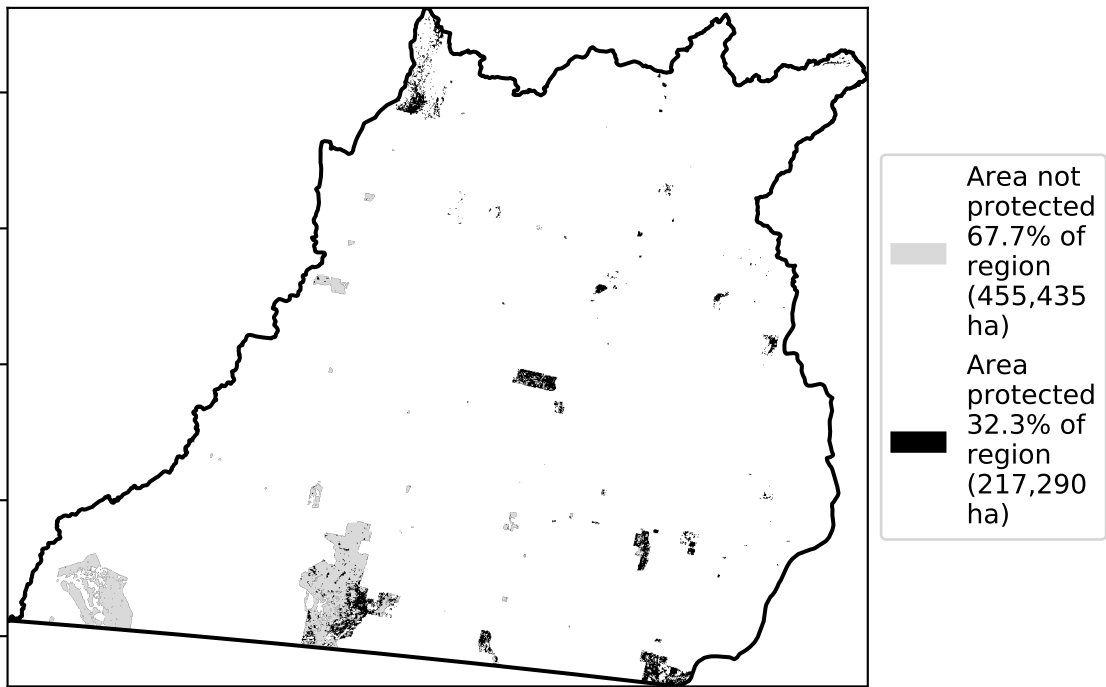 Area not
protected
67.7% of
region
(455,435
ha)
Area
protected
32.3% of
region
(217,290
ha)